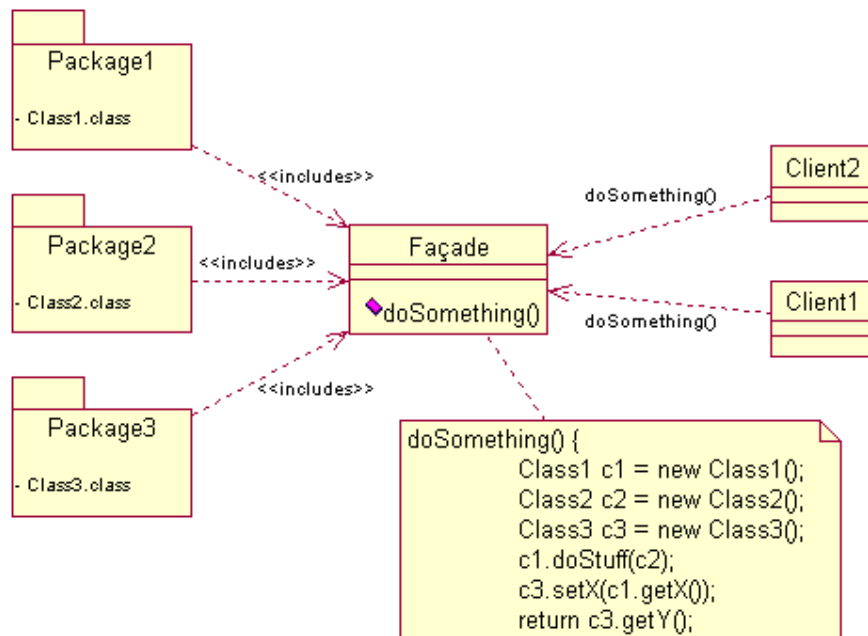 Package1
- Class1.class
<<includes>>
Package2
- Class2.class
<<includes>>
Package3
- Class3.class
<<includes>>
Façade
doSomething()
Client2
doSomething()
Client1
doSomething()
doSomething() {
Class1 c1 = new Class1();
Class2 c2 = new Class2();
Class3 c3 = new Class3();
c1.doStuff(c2);
c3.setX(c1.getX());
return c3.getY();